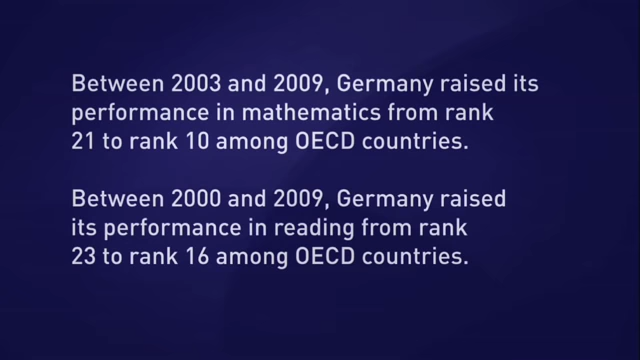 Between 2003 and 2009, Germany raised its
performance in mathematics from rank
21 to rank 10 among OECD countries.
Between 2000 and 2009, Germany raised
its performance in reading from rank
23 to rank 16 among OECD countries.